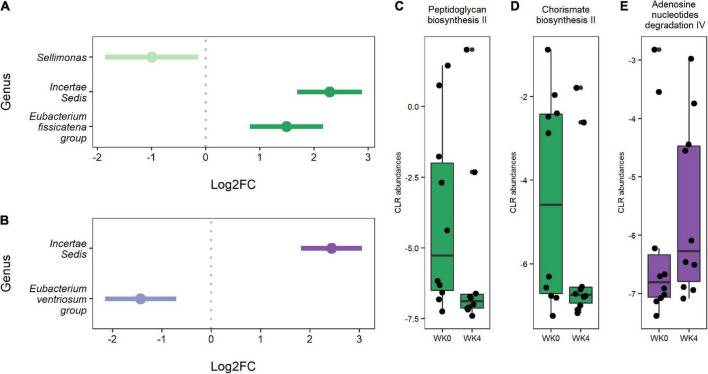 A
Genus
Sellimonas
Incertae
Sedis
Eubacterium
fissicatena
group
-2
-1
0
1
2
3
Log2FC
B
Genus
Incertae
Sedis
Eubacterium
ventriosum
group
-2
-1
0
1
2
3
Log2FC
C
Peptidoglycan
biosynthesis II
CLR abundances
0.0
-2.5
-5.0
-7.5
WK0
WK4
D
Chorismate
biosynthesis II
CLR abundances
-2
-4
-6
WK0
WK4
E
Adenosine
nucleotides
degradation IV
CLR abundances
-3
-4
-5
-6
-7
WK0
WK4